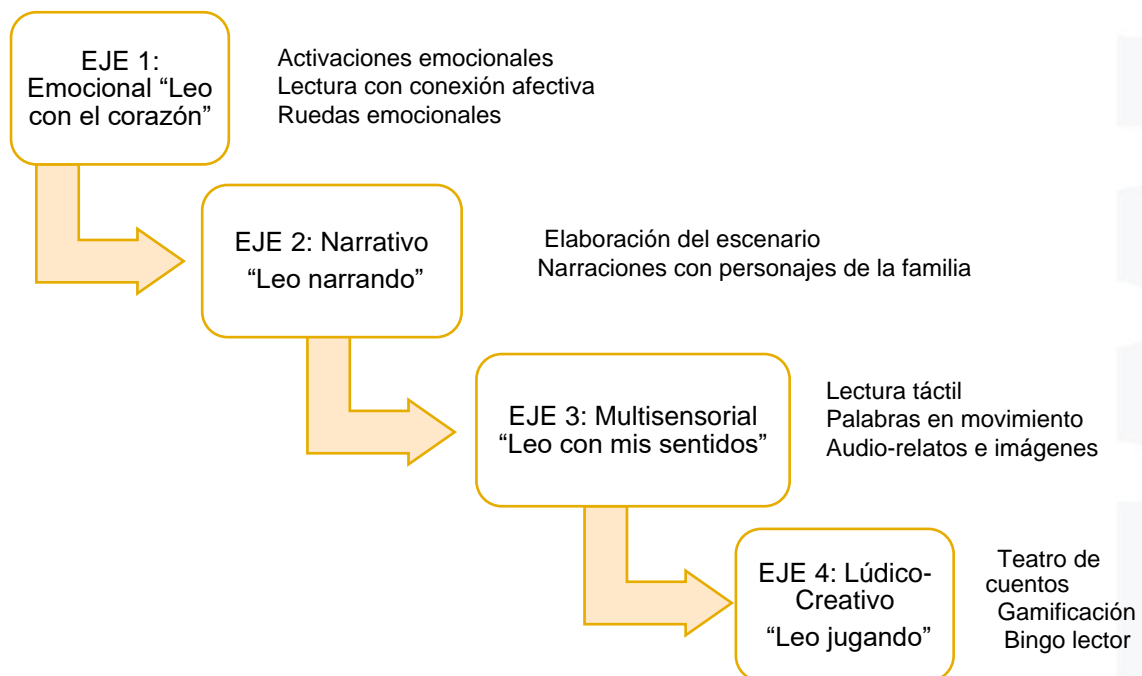 EJE 1:
Emocional “Leo
con el corazón”
Activaciones emocionales
Lectura con conexión afectiva
Ruedas emocionales
EJE 2: Narrativo
“Leo narrando”
Elaboración del escenario
Narraciones con personajes de la familia
EJE 3: Multisensorial
“Leo con mis sentidos”
Lectura táctil
Palabras en movimiento
Audio-relatos e imágenes
EJE 4: Lúdico-
Creativo
“Leo jugando”
Teatro de
cuentos
Gamificación
Bingo lector